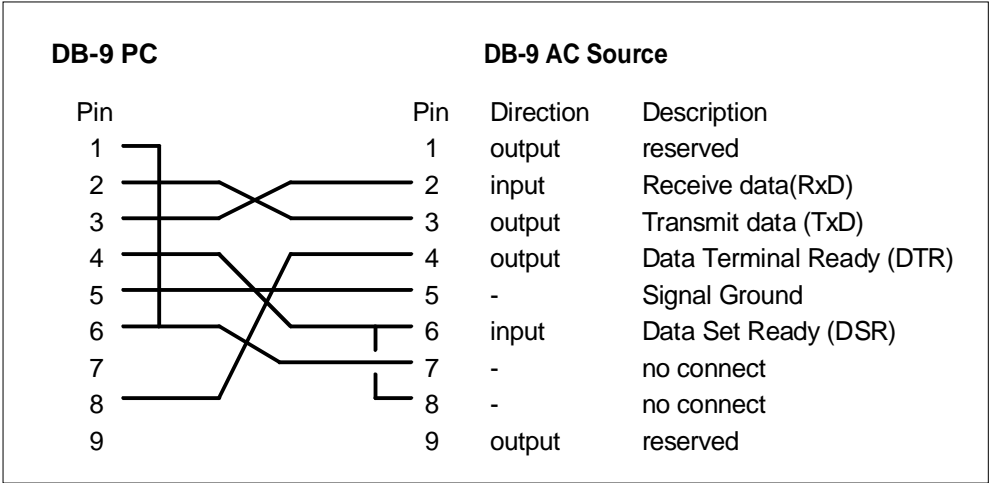 DB-9 PC DB-9 AC Source
Pin Pin Direction Description
1 1 output reserved
2 2 input Receive data(RxD)
3 3 output Transmit data (TxD)
4 4 output Data Terminal Ready (DTR)
5 5 - Signal Ground
6 6 input Data Set Ready (DSR)
7 7 - no connect
8 8 - no connect
9 9 output reserved